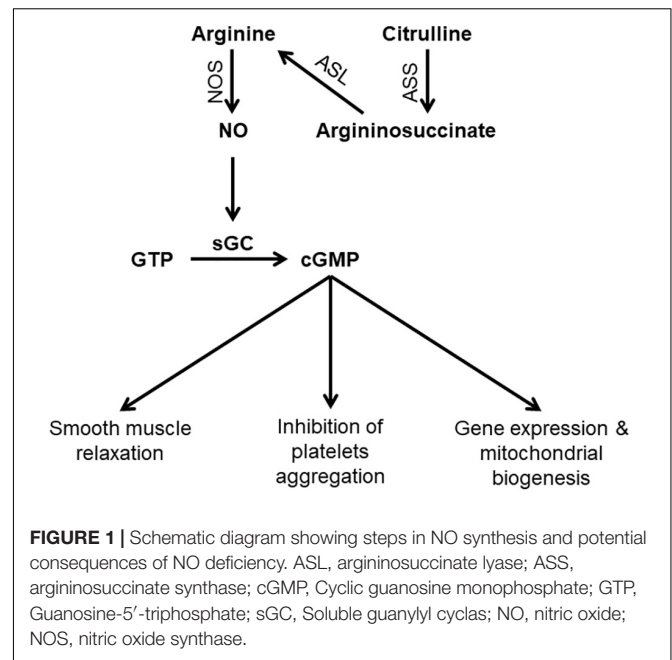 Arginine Citrulline
NOS ASL ASS
NO Argininosuccinate
sGC
GTP cGMP
Smooth muscle
relaxation
Inhibition of
platelets
aggregation
Gene expression &
mitochondrial
biogenesis
FIGURE 1 | Schematic diagram showing steps in NO synthesis and potential
consequences of NO deficiency. ASL, argininosuccinate lyase; ASS,
argininosuccinate synthase; cGMP, Cyclic guanosine monophosphate; GTP,
Guanosine-5′-triphosphate; sGC, Soluble guanylyl cyclas; NO, nitric oxide;
NOS, nitric oxide synthase.